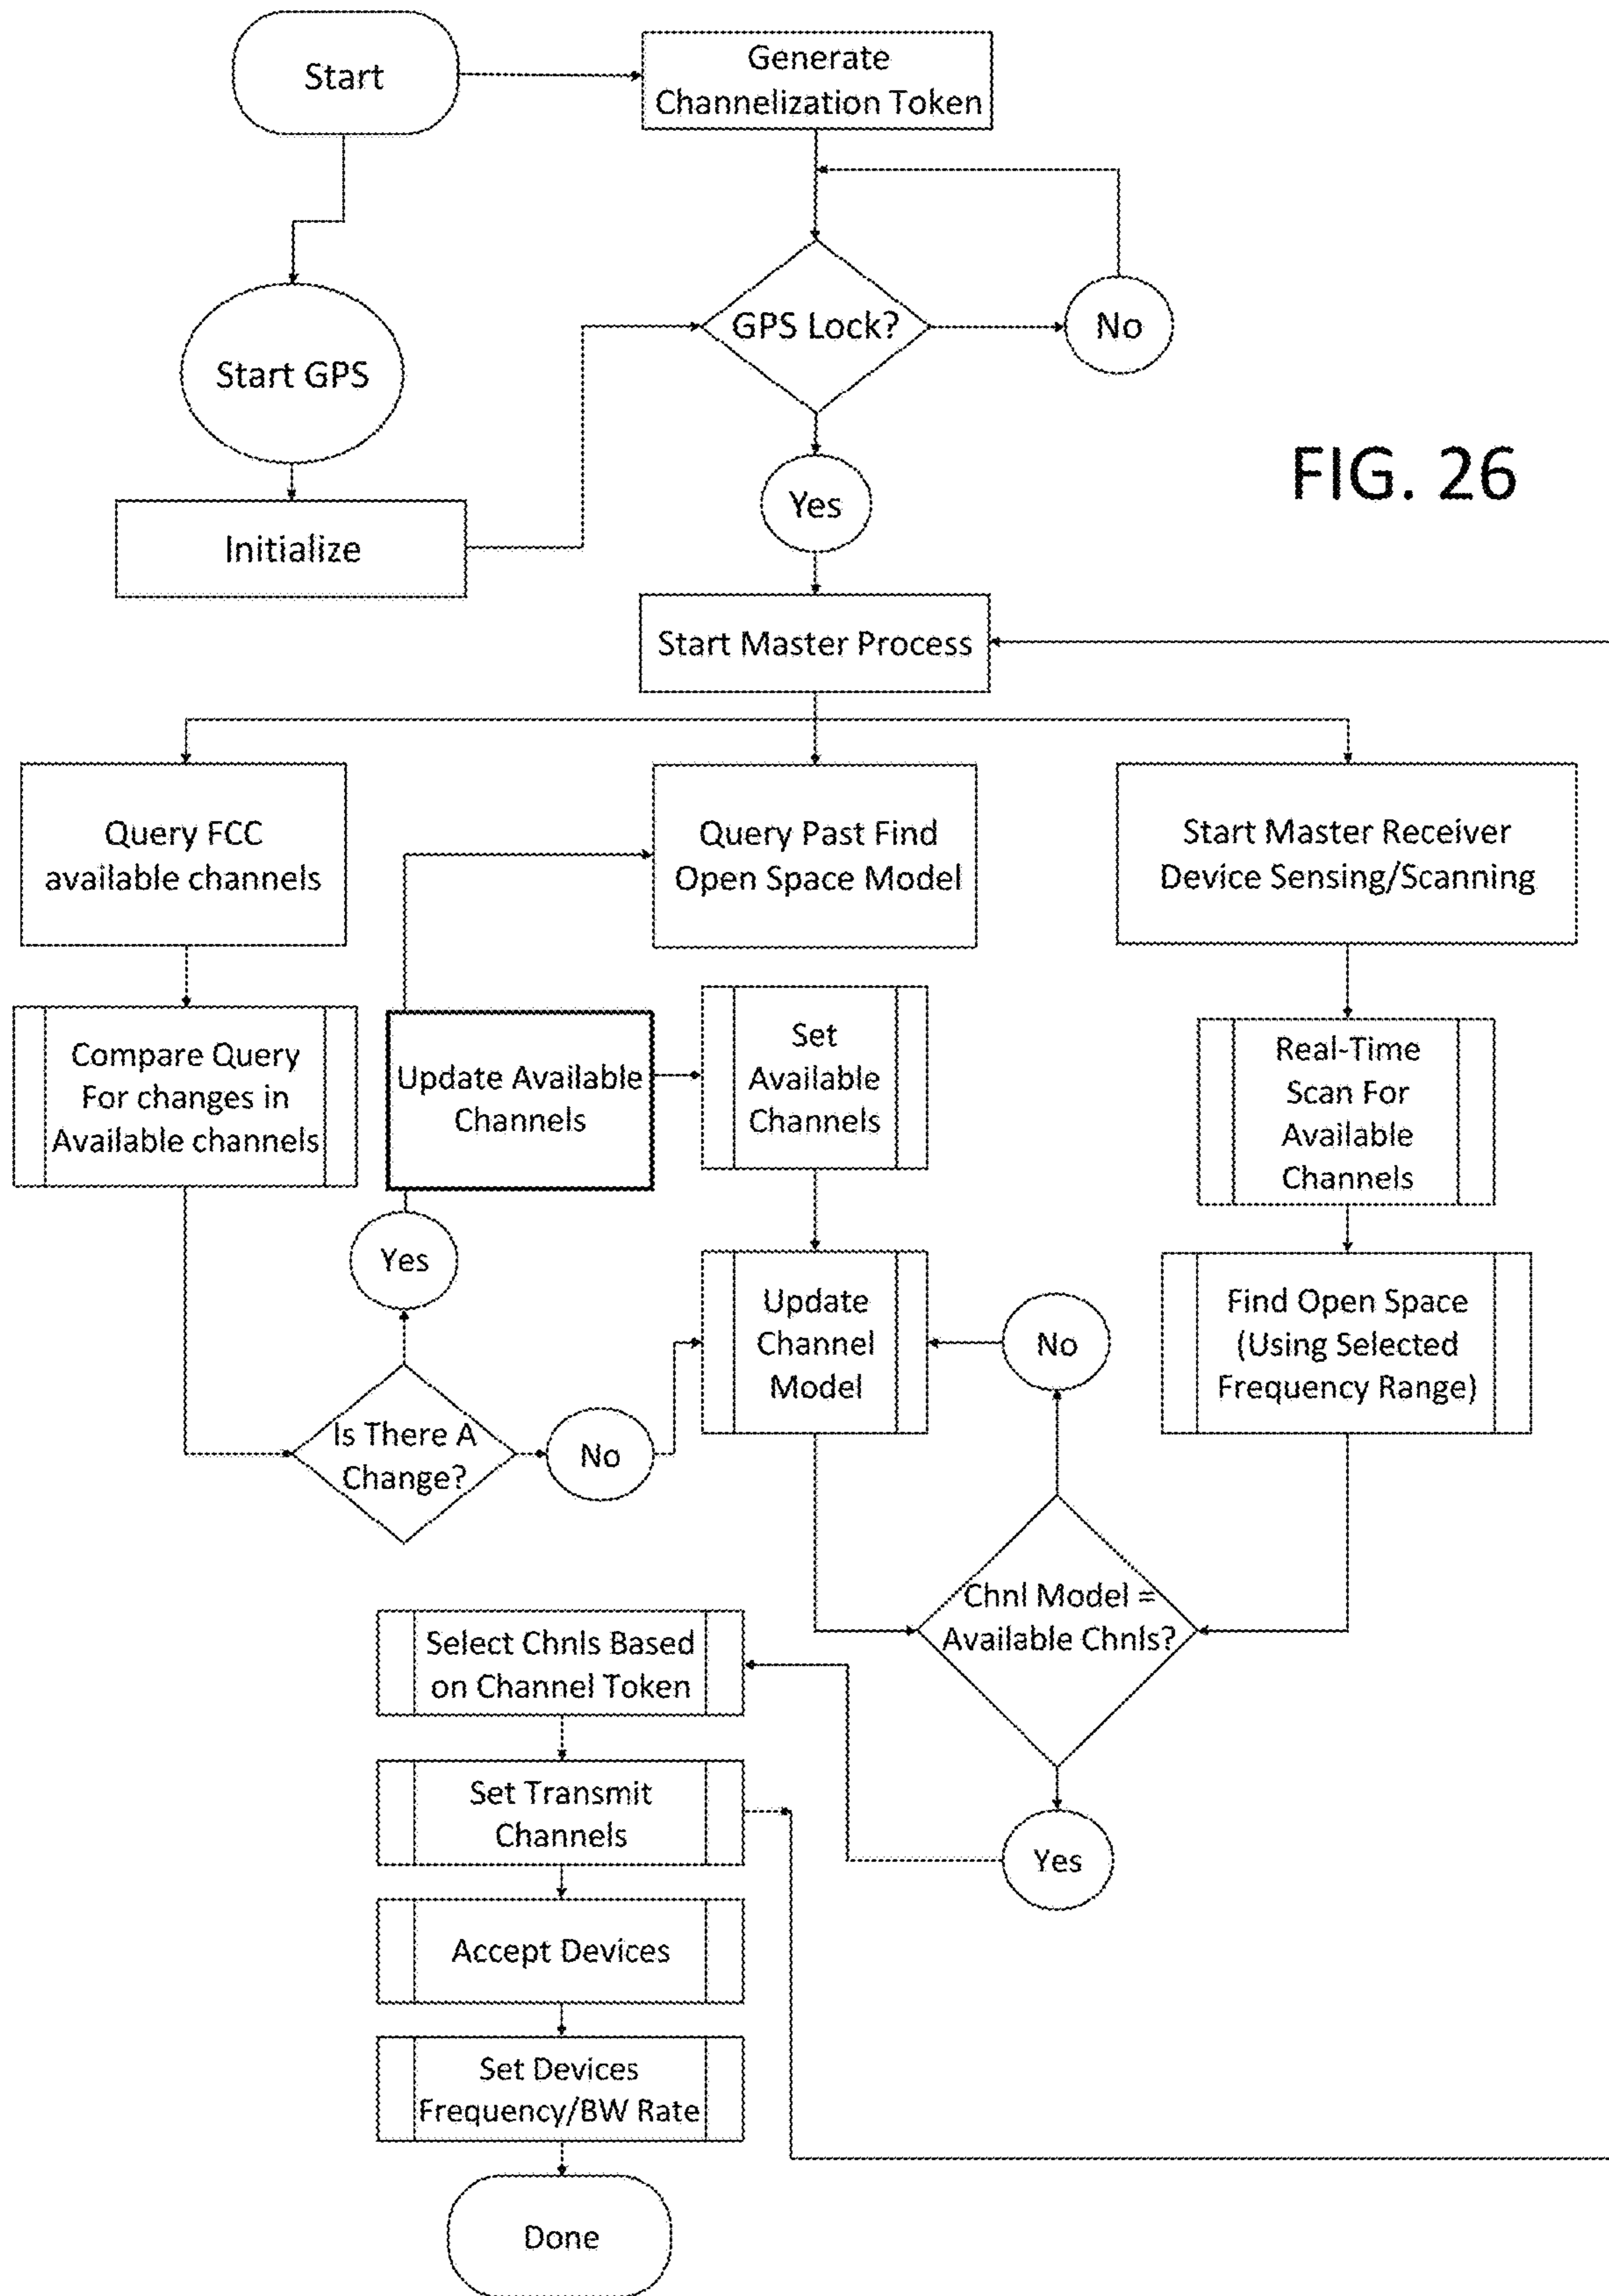 Start
Generate
Channelization Token
GPS Lock?
No
Start GPS
FIG. 26
Yes
Initialize
Start Master Process
Query FCC
available channels
Query Past Find
Open Space Model
Start Master Receiver
Device Sensing/Scanning
Compare Query
For changes in
Available channels
Update Available
Channels
Set
Available
Channels
Real-Time
Scan For
Available
Channels
Yes
Update
Channel
Model
No
Find Open Space
(Using Selected
Frequency Range)
Is There A
Change?
No
Chnl Model =
Available Chnls?
Select Chnls Based
on Channel Token
Set Transmit
Channels
Yes
Accept Devices
Set Devices
Frequency/BW Rate
Done